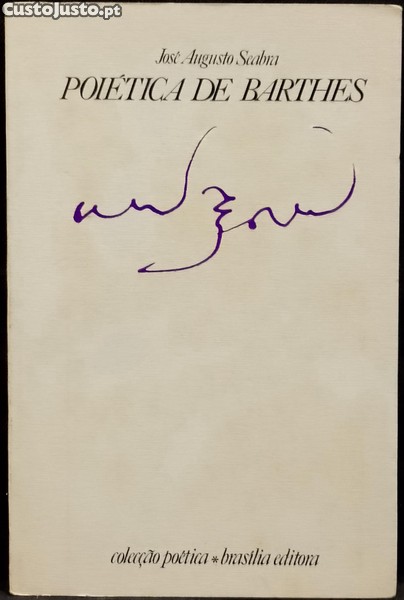 CustoJusto.pt
José Augusto Seabra
POIÉTICA DE BARTHES
colecção poética * brasília editora